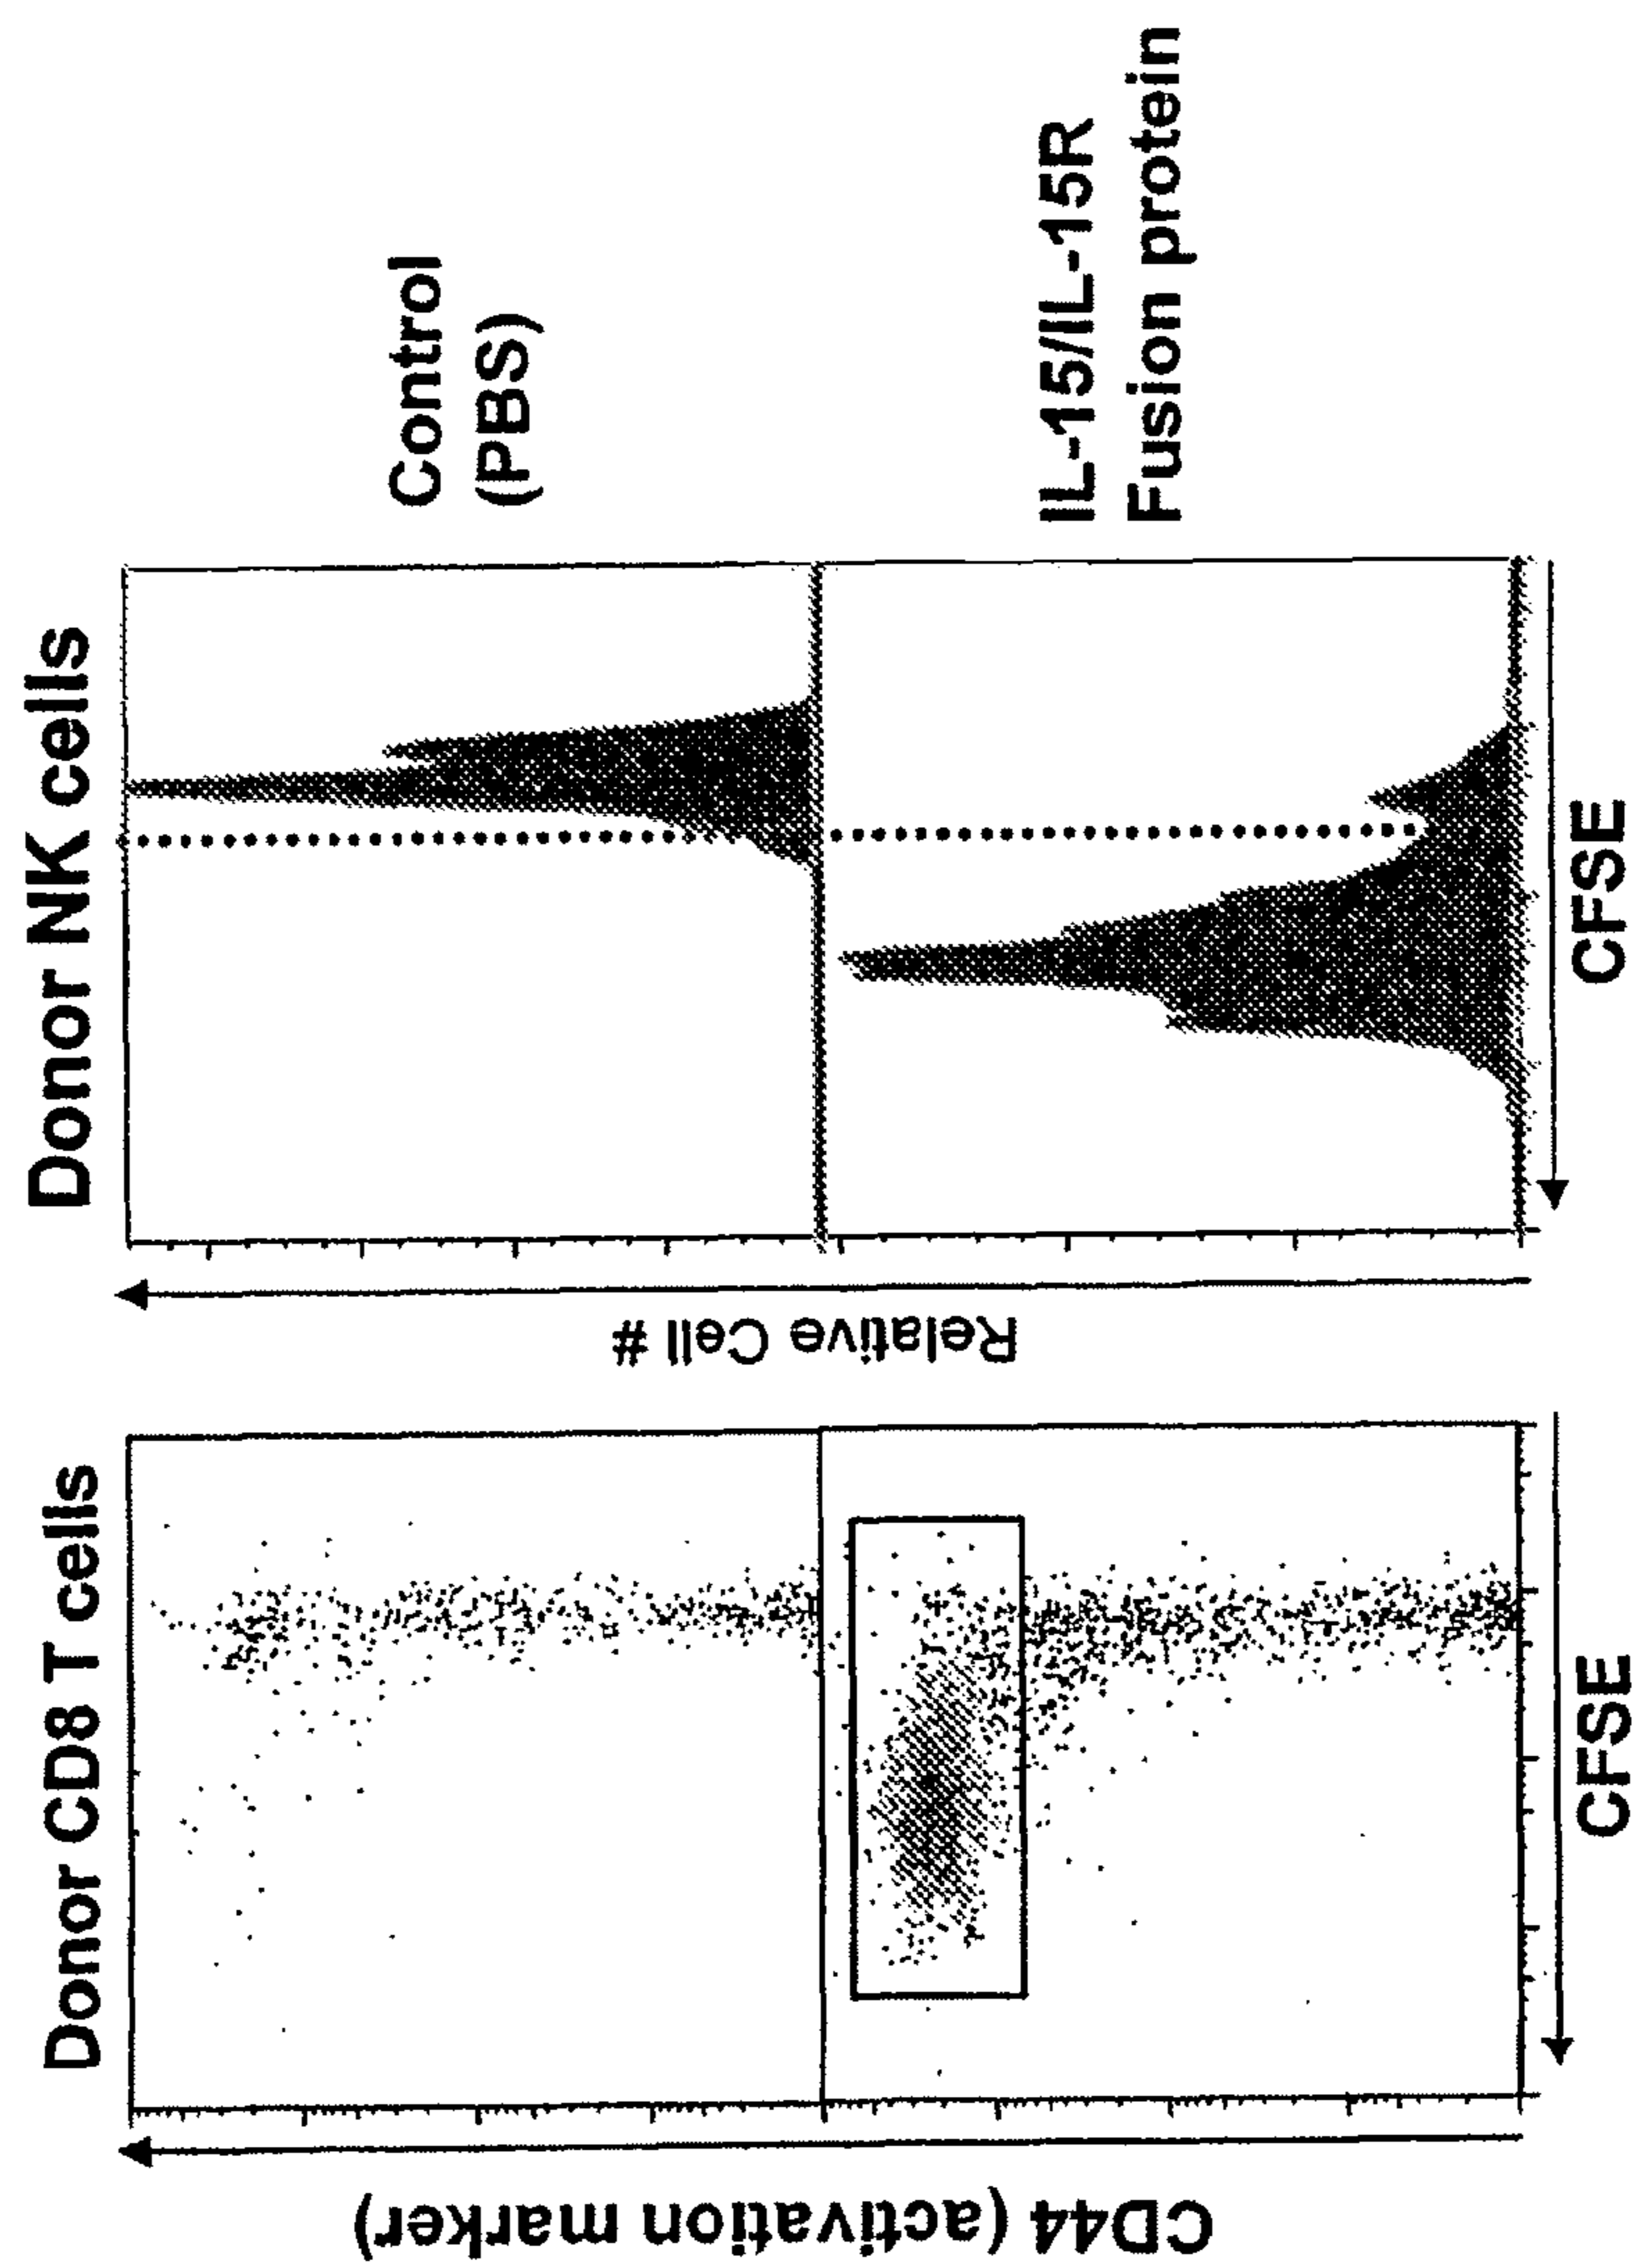 Donor CD8 T cells
Donor NK cells
CD44 (activation marker)
Relative Cell #
Control
(PBS)
IL-15/IL-15R
Fusion protein
CFSE
CFSE